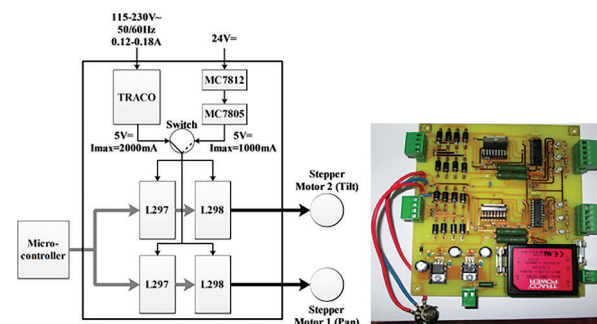 115-230V~
50/60Hz
0.12-0.18A
24V=
TRACO
MC7812
MC7805
Switch
5V=
Imax=2000mA
5V=
Imax=1000mA
Stepper
Motor 2 (Tilt)
L297
L298
Micro-
controller
L297
L298
Stepper
Motor 1 (Pan)
TRACO
POWER